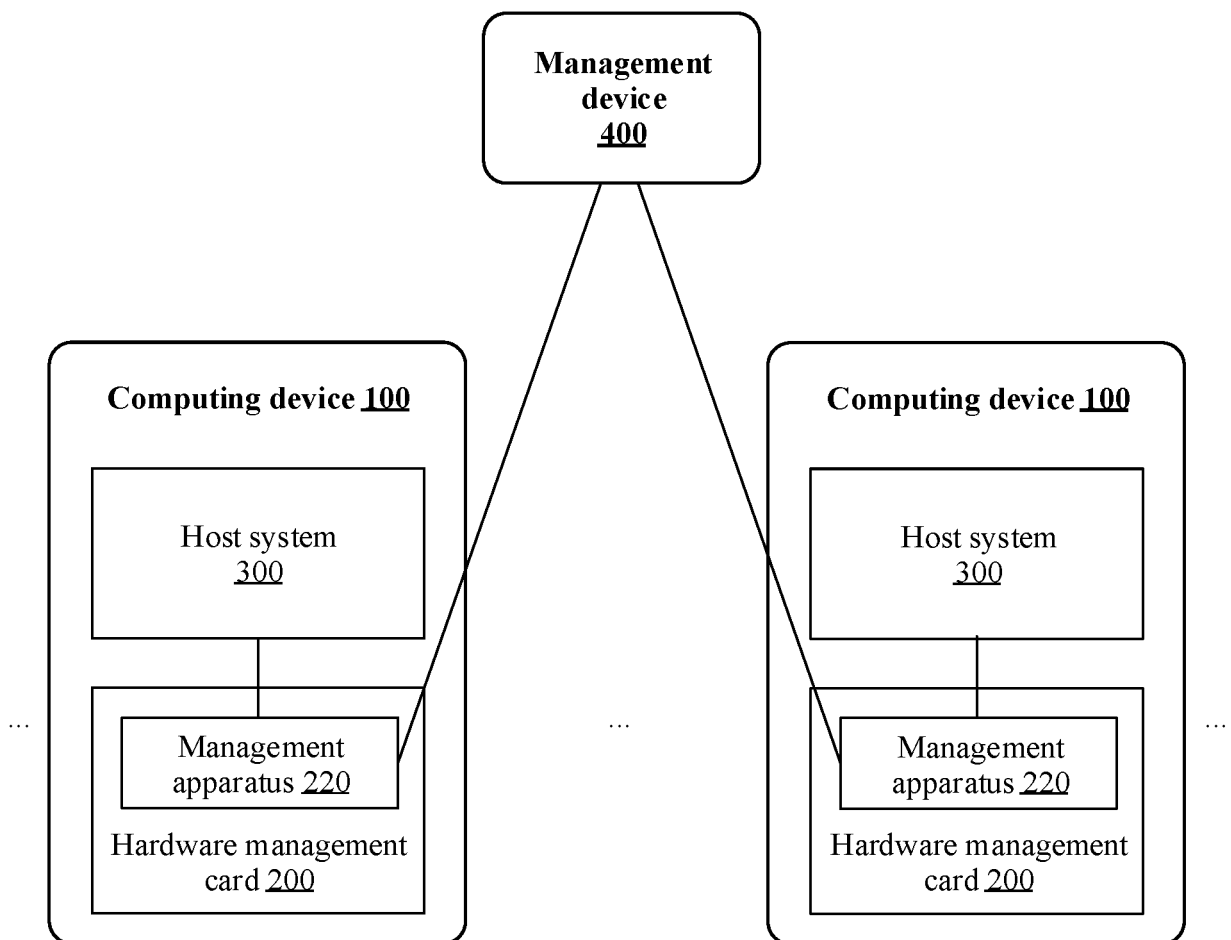 Management
device
400
Computing device 100
Host system
300
Management
apparatus 220
Hardware management
card 200
Computing device 100
Host system
300
Management
apparatus 220
Hardware management
card 200
...
...
...